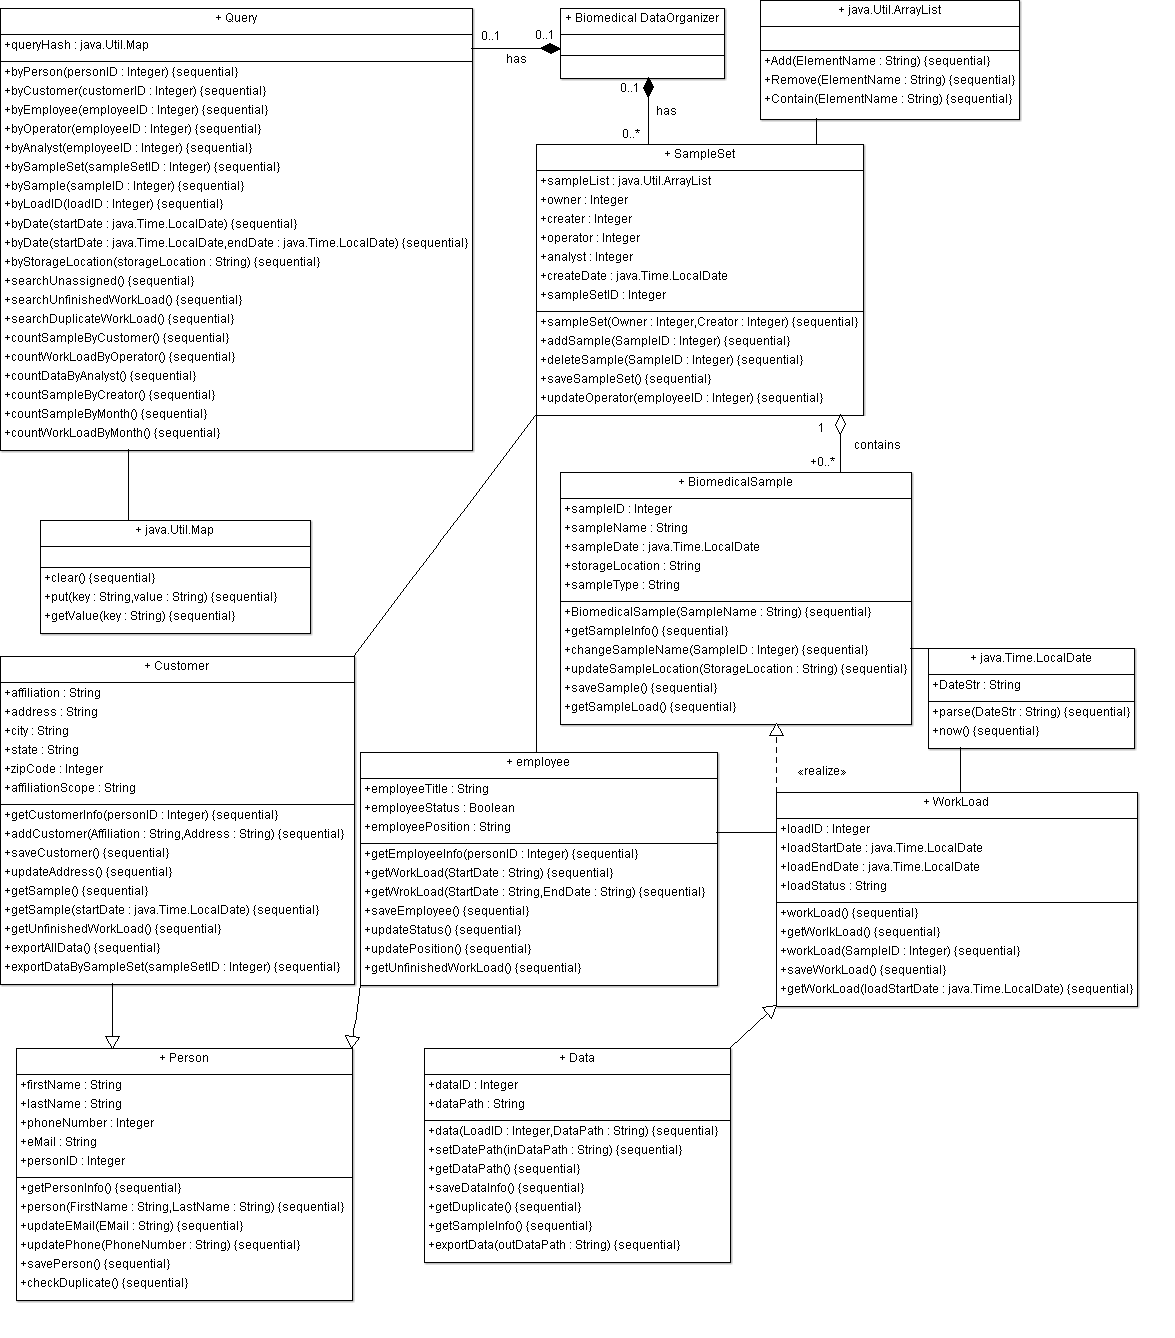 + Query
+queryHash : java.Util.Map
+byPerson(personID : Integer) {sequential}
+byCustomer(customerID : Integer) {sequential}
+byEmployee(employeeID : Integer) {sequential}
+byOperator(employeeID : Integer) {sequential}
+byAnalyst(employeeID : Integer) {sequential}
+bySampleSet(sampleSetID : Integer) {sequential}
+bySample(sampleID : Integer) {sequential}
+byLoadID(loadID : Integer) {sequential}
+byDate(startDate : java.Time.LocalDate) {sequential}
+byDate(startDate : java.Time.LocalDate,endDate : java.Time.LocalDate) {sequential}
+byStorageLocation(storageLocation : String) {sequential}
+searchUnassigned() {sequential}
+searchUnfinishedWorkLoad() {sequential}
+searchDuplicateWorkLoad() {sequential}
+countSampleByCustomer() {sequential}
+countWorkLoadByOperator() {sequential}
+countDataByAnalyst() {sequential}
+countSampleByCreator() {sequential}
+countSampleByMonth() {sequential}
+countWorkLoadByMonth() {sequential}
0..1
0..1
has
+ Biomedical DataOrganizer
0..1
has
0..*
+ java.Util.ArrayList
+Add(ElementName : String) {sequential}
+Remove(ElementName : String) {sequential}
+Contain(ElementName : String) {sequential}
+ SampleSet
+sampleList : java.Util.ArrayList
+owner : Integer
+creater : Integer
+operator : Integer
+analyst : Integer
+createDate : java.Time.LocalDate
+sampleSetID : Integer
+sampleSet(Owner : Integer,Creator : Integer) {sequential}
+addSample(SampleID : Integer) {sequential}
+deleteSample(SampleID : Integer) {sequential}
+saveSampleSet() {sequential}
+updateOperator(employeeID : Integer) {sequential}
1
contains
+0..*
+ BiomedicalSample
+sampleID : Integer
+sampleName : String
+sampleDate : java.Time.LocalDate
+storageLocation : String
+sampleType : String
+BiomedicalSample(SampleName : String) {sequential}
+getSampleInfo() {sequential}
+changeSampleName(SampleID : Integer) {sequential}
+updateSampleLocation(StorageLocation : String) {sequential}
+saveSample() {sequential}
+getSampleLoad() {sequential}
+ java.Util.Map
+clear() {sequential}
+put(key : String,value : String) {sequential}
+getValue(key : String) {sequential}
+ java.Time.LocalDate
+DateStr : String
+parse(DateStr : String) {sequential}
+now() {sequential}
+ Customer
+affiliation : String
+address : String
+city : String
+state : String
+zipCode : Integer
+affiliationScope : String
+getCustomerInfo(personID : Integer) {sequential}
+addCustomer(Affiliation : String,Address : String) {sequential}
+saveCustomer() {sequential}
+updateAddress() {sequential}
+getSample() {sequential}
+getSample(startDate : java.Time.LocalDate) {sequential}
+getUnfinishedWorkLoad() {sequential}
+exportAllData() {sequential}
+exportDataBySampleSet(sampleSetID : Integer) {sequential}
+ employee
+employeeTitle : String
+employeeStatus : Boolean
+employeePosition : String
+getEmployeeInfo(personID : Integer) {sequential}
+getWorkLoad(StartDate : String) {sequential}
+getWrokLoad(StartDate : String,EndDate : String) {sequential}
+saveEmployee() {sequential}
+updateStatus() {sequential}
+updatePosition() {sequential}
+getUnfinishedWorkLoad() {sequential}
«realize»
+ WorkLoad
+loadID : Integer
+loadStartDate : java.Time.LocalDate
+loadEndDate : java.Time.LocalDate
+loadStatus : String
+workLoad() {sequential}
+getWorlkLoad() {sequential}
+workLoad(SampleID : Integer) {sequential}
+saveWorkLoad() {sequential}
+getWorkLoad(loadStartDate : java.Time.LocalDate) {sequential}
+ Person
+firstName : String
+lastName : String
+phoneNumber : Integer
+eMail : String
+personID : Integer
+getPersonInfo() {sequential}
+person(FirstName : String,LastName : String) {sequential}
+updateEMail(EMail : String) {sequential}
+updatePhone(PhoneNumber : String) {sequential}
+savePerson() {sequential}
+checkDuplicate() {sequential}
+ Data
+dataID : Integer
+dataPath : String
+data(LoadID : Integer,DataPath : String) {sequential}
+setDatePath(inDataPath : String) {sequential}
+getDataPath() {sequential}
+saveDataInfo() {sequential}
+getDuplicate() {sequential}
+getSampleInfo() {sequential}
+exportData(outDataPath : String) {sequential}